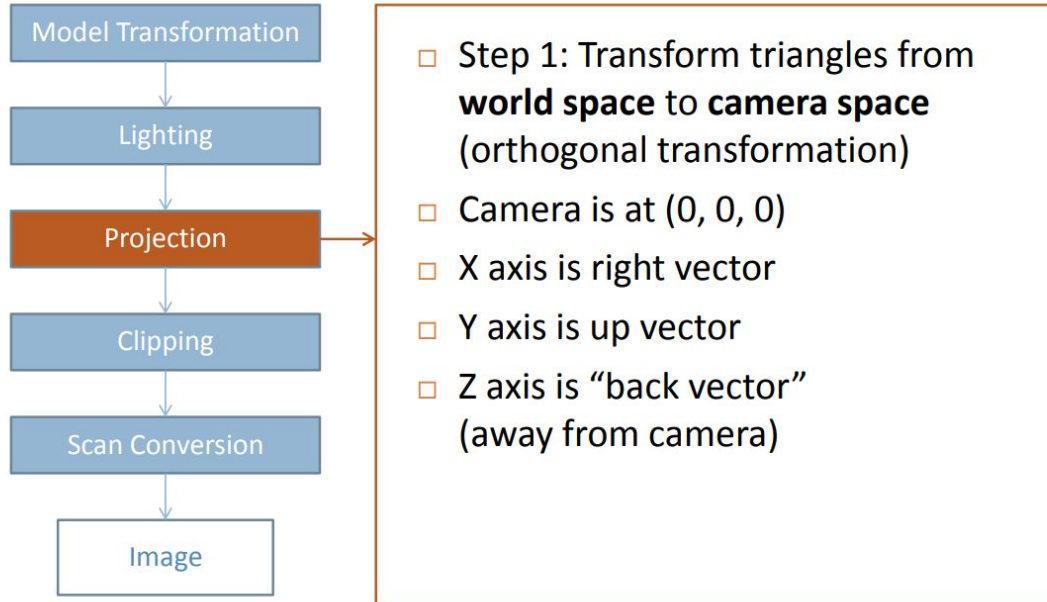 Model Transformation
Lighting
Projection
Clipping
Scan Conversion
Image
Step 1: Transform triangles from
world space to camera space
(orthogonal transformation)
Camera is at (0, 0, 0)
X axis is right vector
Y axis is up vector
Z axis is “back vector”
(away from camera)